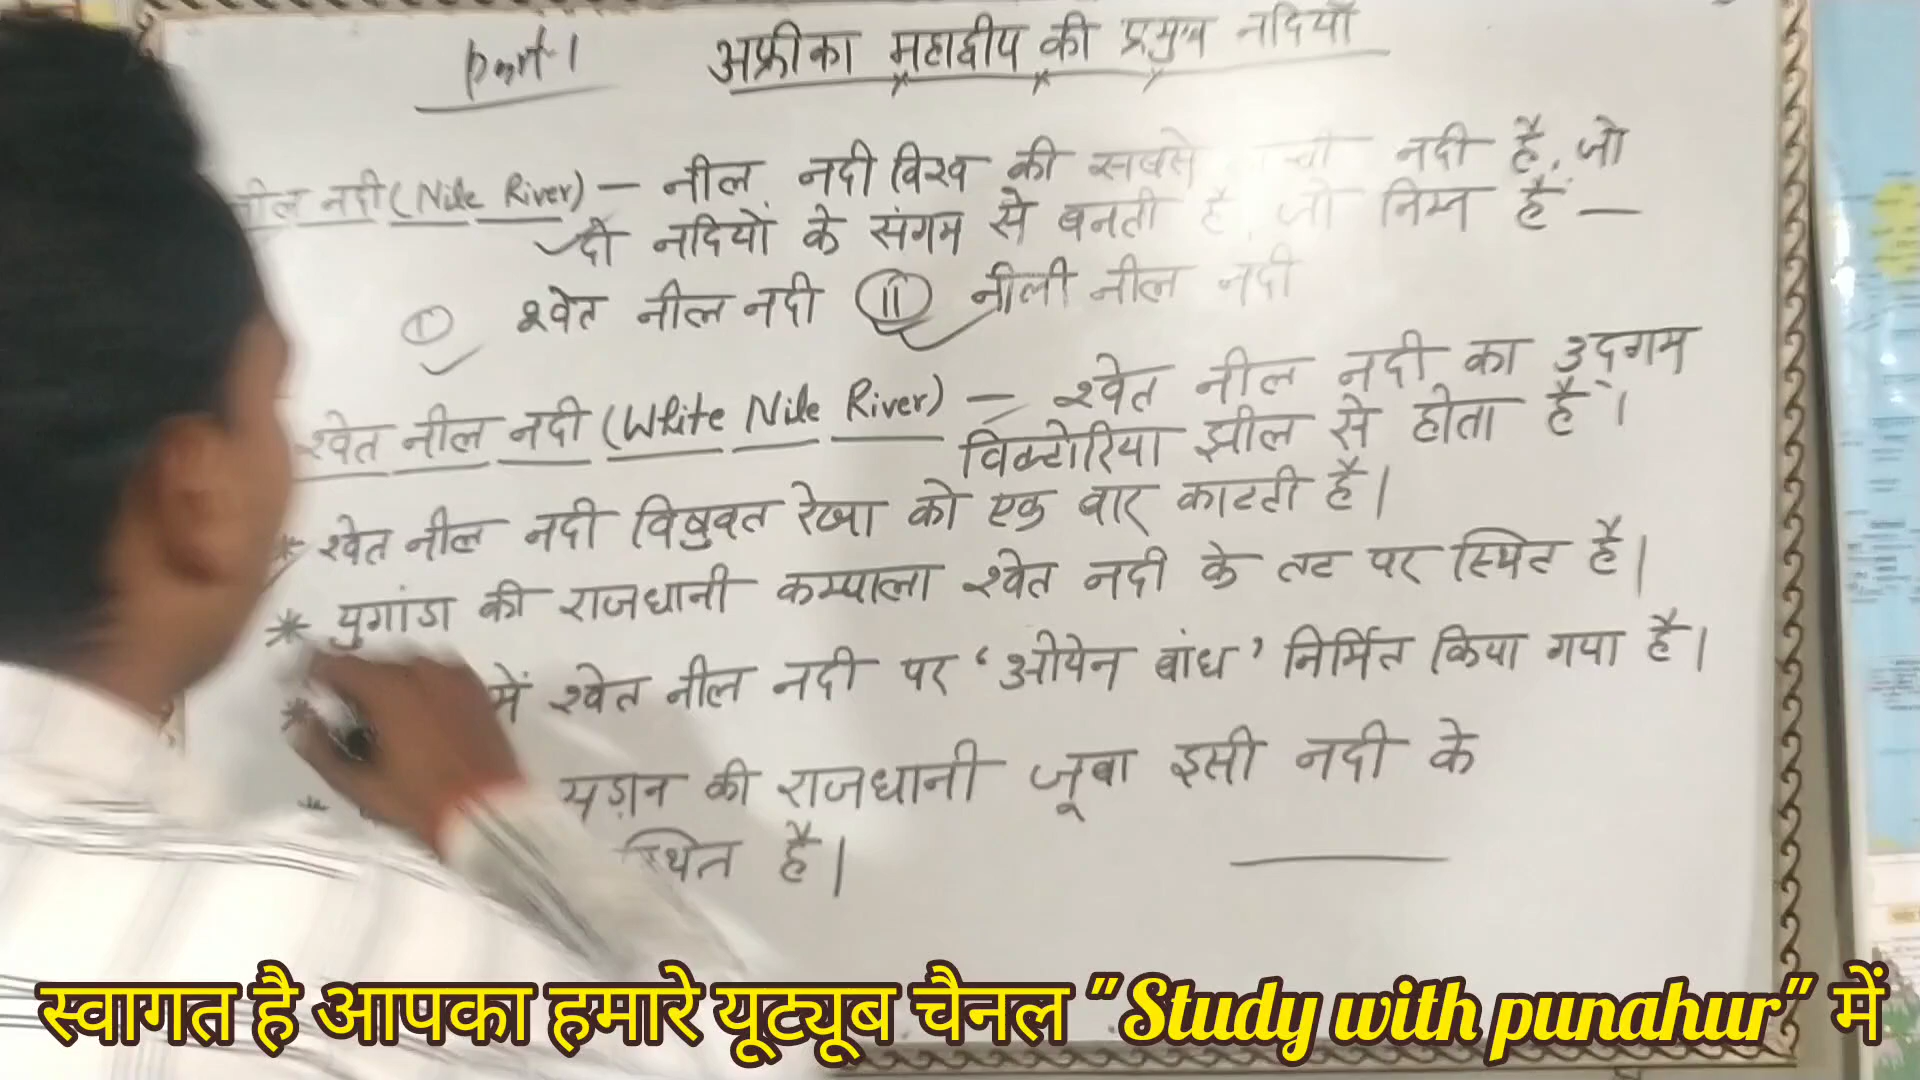 Part-1 अफ्रीका महाद्वीप की प्रमुख नदियाँ
नील नदी (Nile River) — नील नदी विश्व की सबसे नदी है, जो
दो नदियों के संगम से बनती है, जो निम्न है —
① श्वेत नील नदी ⑪ नीली नील नदी
श्वेत नील नदी (White Nile River) — श्वेत नील नदी का उद्गम
विक्टोरिया झील से होता है।
* श्वेत नील नदी विषुवत रेखा को एक बार काटती है।
* युगांडा की राजधानी कम्पाला श्वेत नदी के तट पर स्थित है।
* में श्वेत नील नदी पर 'ओयेन बांध' निर्मित किया गया है।
सूडान की राजधानी जूबा इसी नदी के
है।
स्वागत है आपका हमारे यूट्यूब चैनल "Study with punahur" में